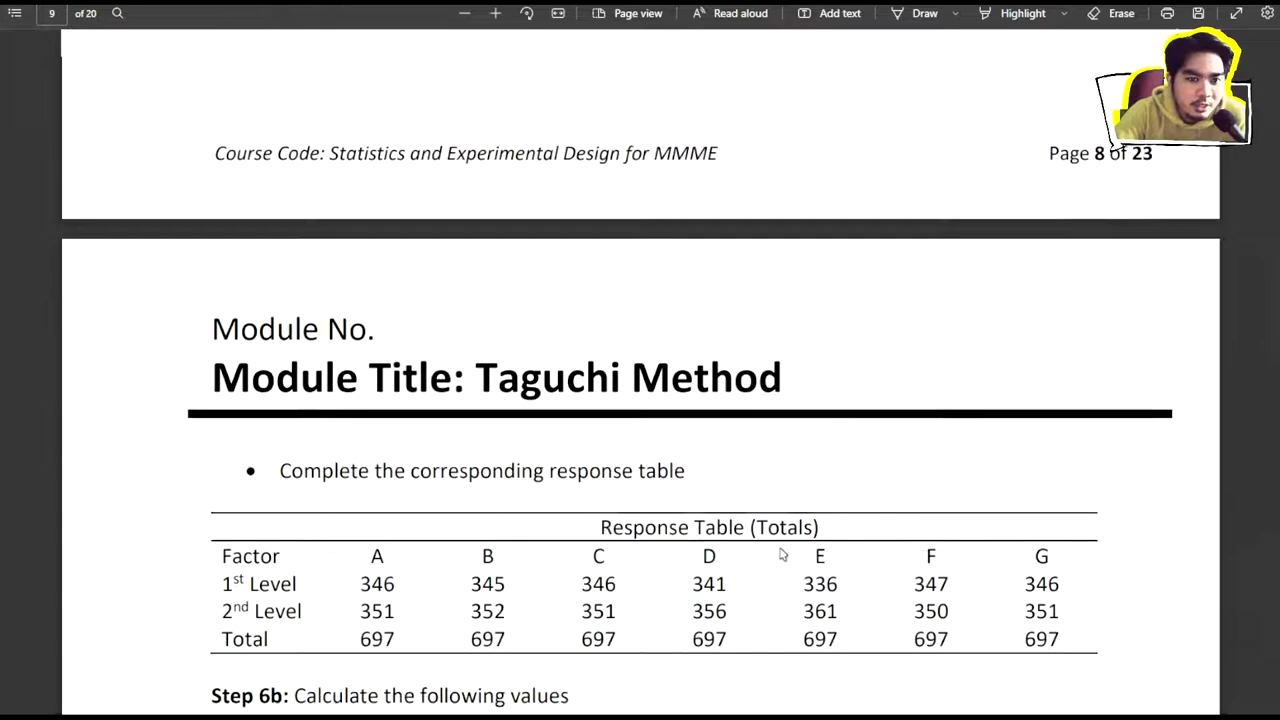 9 of 20 Page view Read aloud Add text Draw Highlight Erase
Course Code: Statistics and Experimental Design for MMME Page 8 of 23
Module No.
Module Title: Taguchi Method
• Complete the corresponding response table
Response Table (Totals)
Factor A B C D E F G
1st Level 346 345 346 341 336 347 346
2nd Level 351 352 351 356 361 350 351
Total 697 697 697 697 697 697 697
Step 6b: Calculate the following values